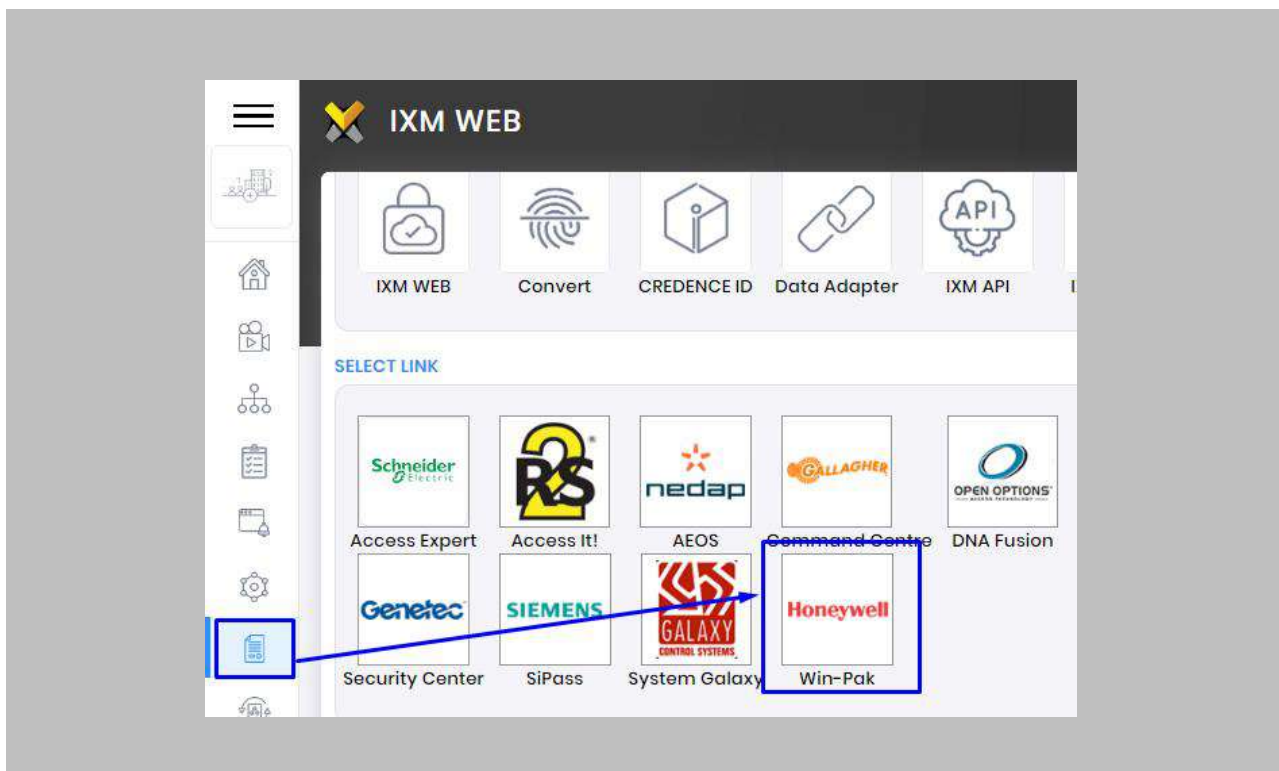 IXM WEB
API
IXM WEB Convert CREDENCE ID Data Adapter IXM API
SELECT LINK
Schneider Electric RS2 nedap GALLAGHER OPEN OPTIONS
Access Expert Access It! AEOS Command Centre DNA Fusion
Genetec SIEMENS GALAXY CONTROL SYSTEMS Honeywell
Security Center SiPass System Galaxy Win-Pak